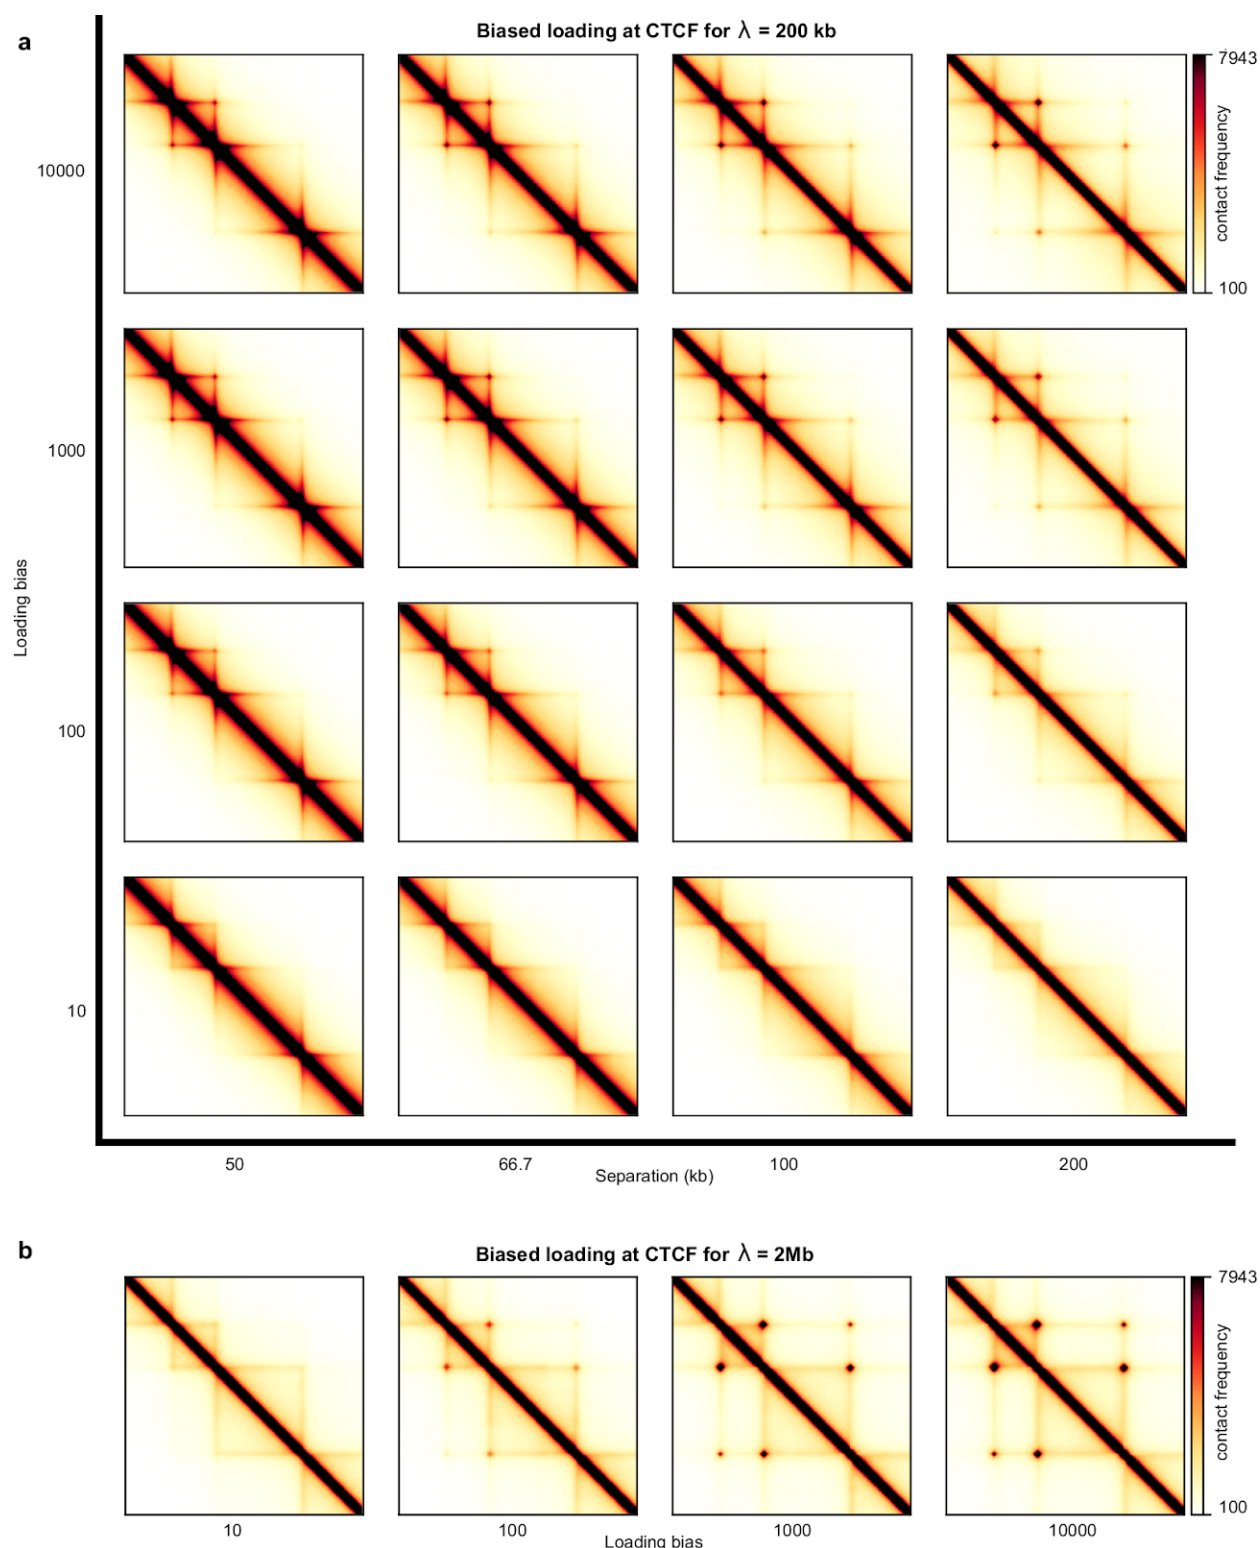 a
Biased loading at CTCF for λ = 200 kb
7943
contact frequency
100
Loading bias
10000
1000
100
10
50
66.7
100
200
Separation (kb)
b
Biased loading at CTCF for λ = 2Mb
7943
contact frequency
100
10
100
1000
10000
Loading bias